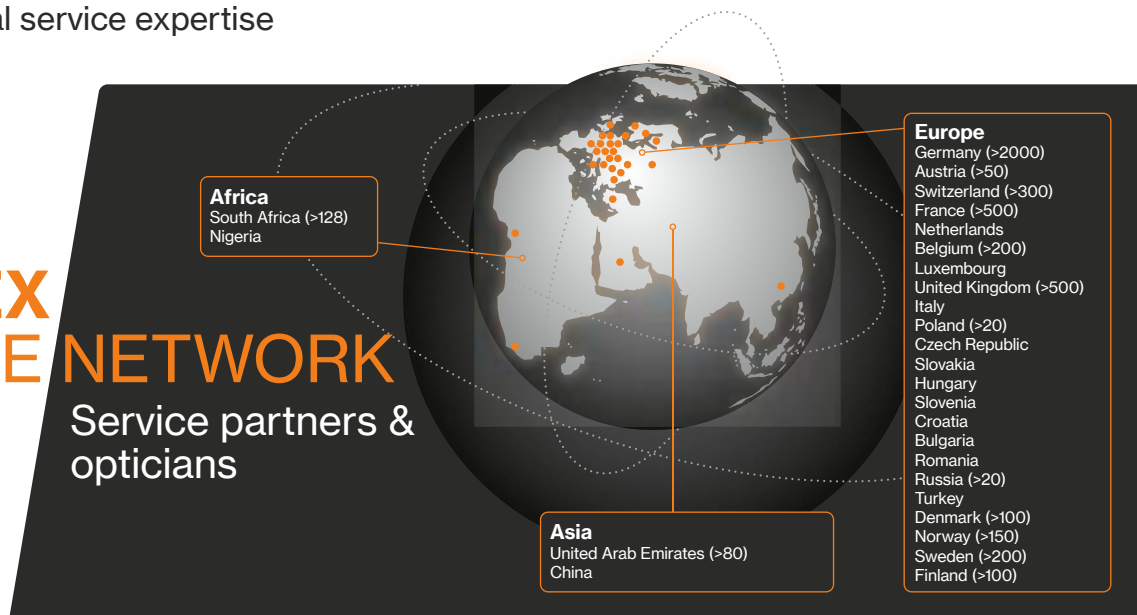 al service expertise
Africa
South Africa (>128)
Nigeria
EX
E NETWORK
Service partners &
opticians
Asia
United Arab Emirates (>80)
China
Europe
Germany (>2000)
Austria (>50)
Switzerland (>300)
France (>500)
Netherlands
Belgium (>200)
Luxembourg
United Kingdom (>500)
Italy
Poland (>20)
Czech Republic
Slovakia
Hungary
Slovenia
Croatia
Bulgaria
Romania
Russia (>20)
Turkey
Denmark (>100)
Norway (>150)
Sweden (>200)
Finland (>100)